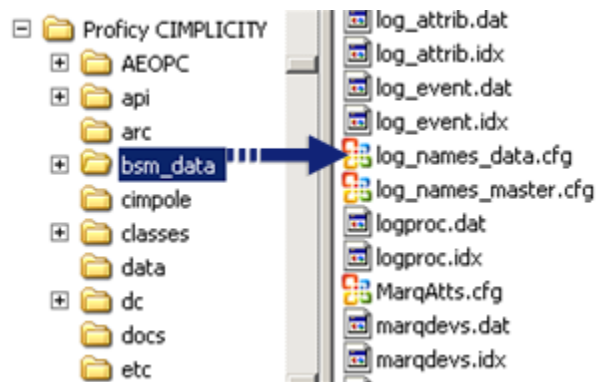 Proficy CIMPLICITY
AEOPC
api
arc
bsm_data
cimpole
classes
data
dc
docs
etc
log_attrib.dat
log_attrib.idx
log_event.dat
log_event.idx
log_names_data.cfg
log_names_master.cfg
logproc.dat
logproc.idx
MarqAtts.cfg
marqdevs.dat
marqdevs.idx